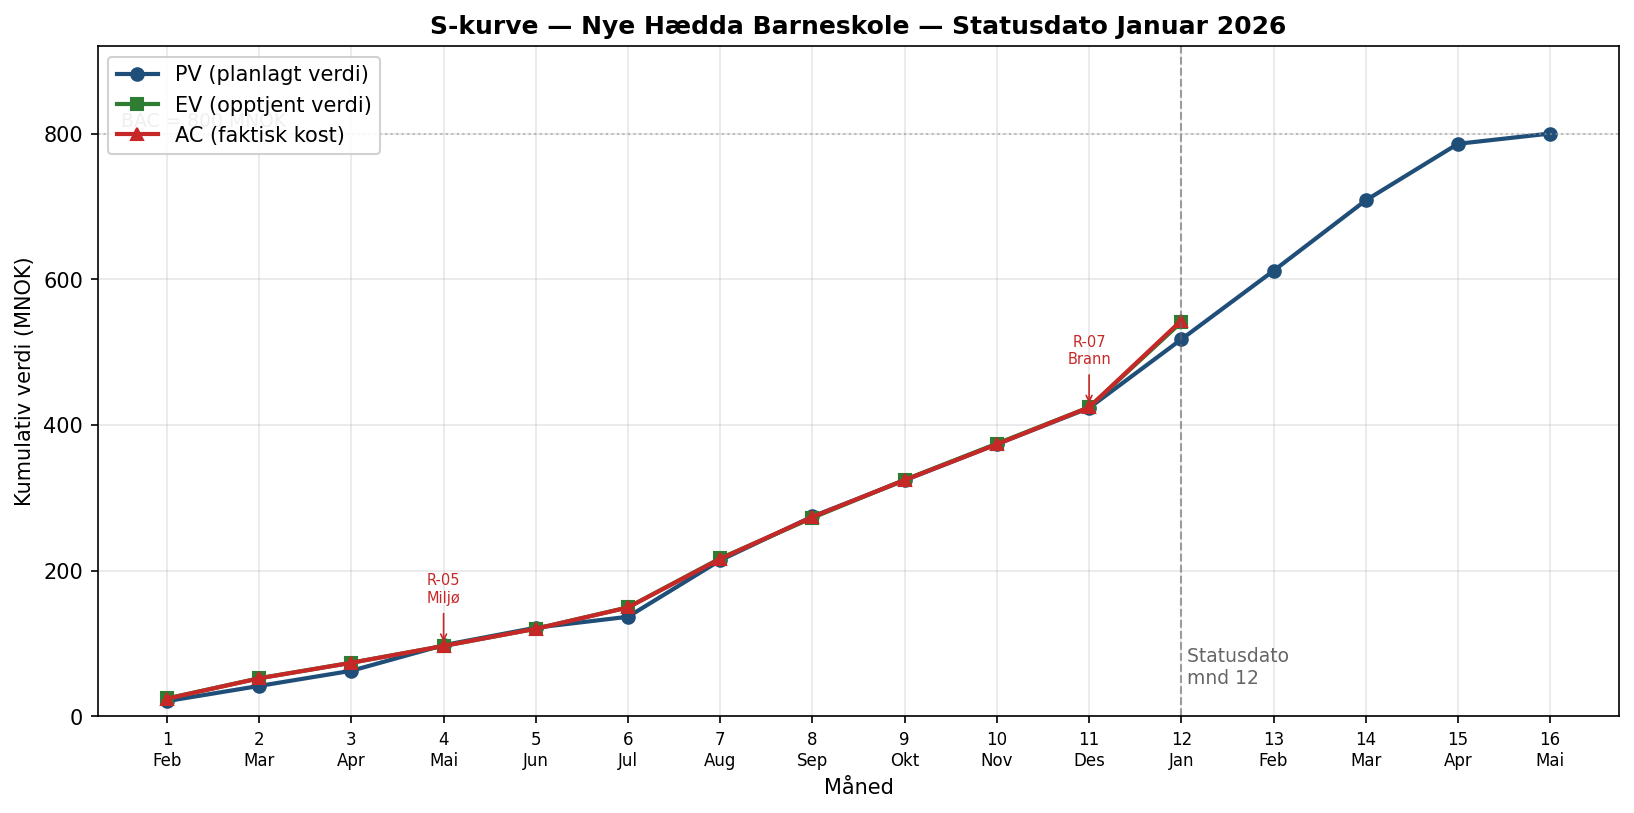 S-kurve — Nye Hædda Barneskole — Statusdato Januar 2026
PV (planlagt verdi)
EV (opptjent verdi)
AC (faktisk kost)
BAC = 800 MNOK
Kumulativ verdi (MNOK)
800
600
400
200
0
R-07
Brann
R-05
Miljø
Statusdato
mnd 12
1 2 3 4 5 6 7 8 9 10 11 12 13 14 15 16
Feb Mar Apr Mai Jun Jul Aug Sep Okt Nov Des Jan Feb Mar Apr Mai
Måned